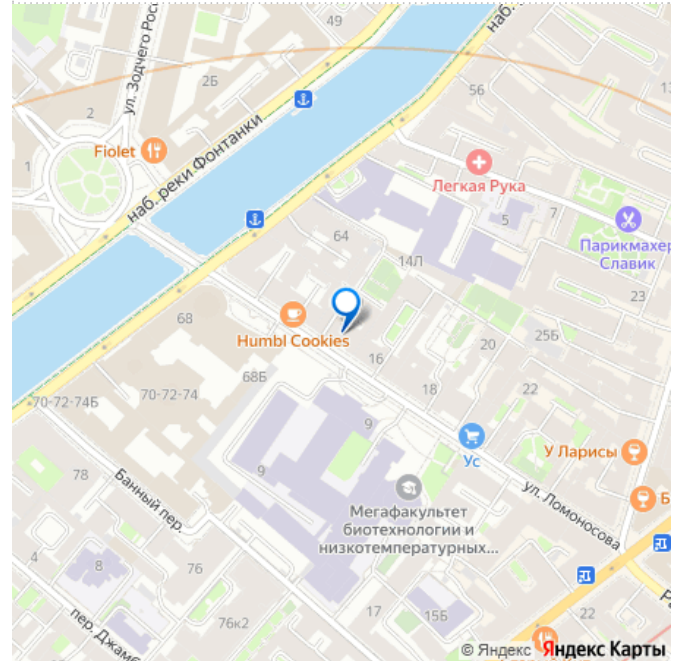 49
наб.
ул. Зодчего Рос
2Б
2
56
Fiolet
1
Легкая Рука
наб. реки Фонтанки
5
7
Парикмахер
Славик
64
14Л
23
68
Humbl Cookies
16
20
25Б
68Б
70-72-74Б
70-72-74
18
22
9
Ус
У Ларисы
78
9
Б
Банный пер.
Мегафакультет
биотехнологии и
низкотемпературных...
ул. Ломоносова
4
8
76
пер. Джамб
76к2
17
15Б
22
© Яндекс Яндекс Карты